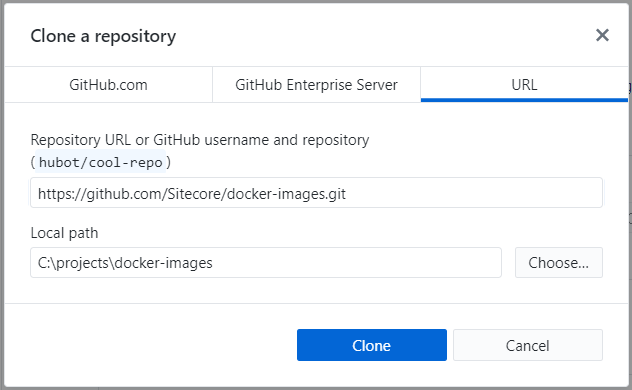 Clone a repository
GitHub.com
GitHub Enterprise Server
URL
Repository URL or GitHub username and repository
(hubot/cool-repo)
https://github.com/Sitecore/docker-images.git
Local path
C:\projects\docker-images
Choose...
Clone
Cancel